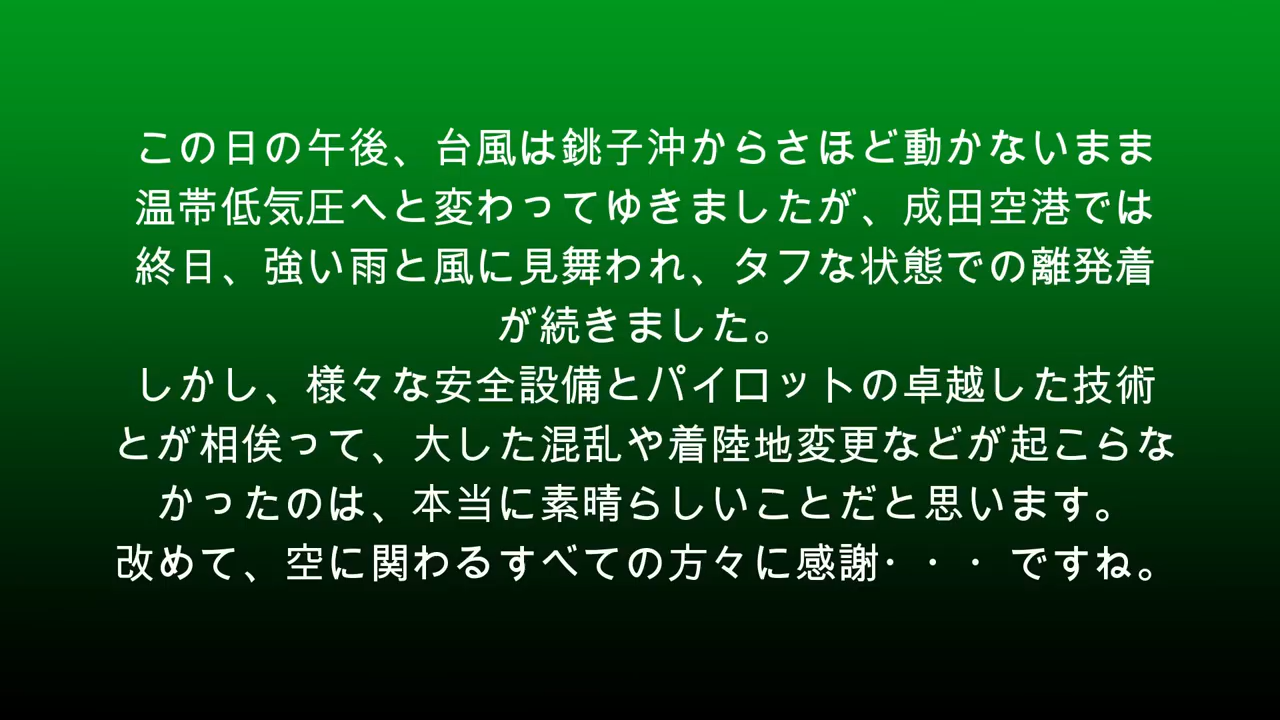 この日の午後、台風は銚子沖からさほど動かないまま
温帯低気圧へと変わってゆきましたが、成田空港では
終日、強い雨と風に見舞われ、タフな状態での離発着
が続きました。
しかし、様々な安全設備とパイロットの卓越した技術
とが相俟って、大した混乱や着陸地変更などが起こらな
かったのは、本当に素晴らしいことだと思います。
改めて、空に関わるすべての方々に感謝・・・ ですね。